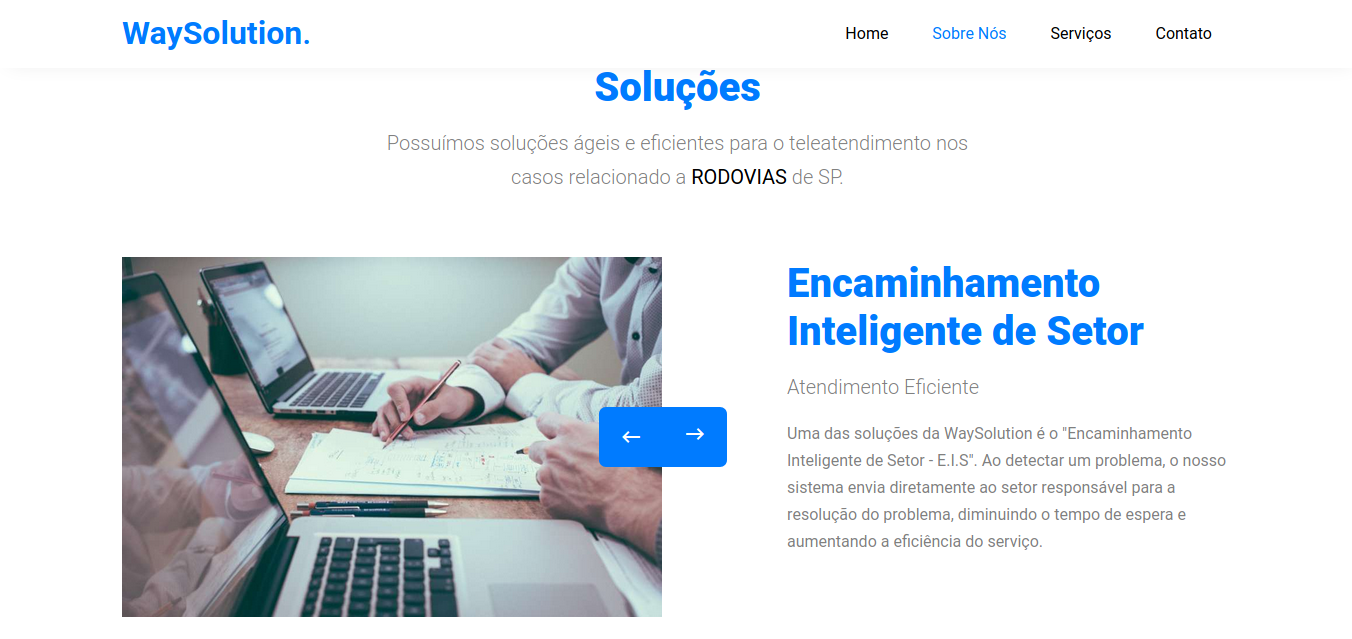 WaySolution.
Home Sobre Nós Serviços Contato
Soluções
Possuímos soluções ágeis e eficientes para o teleatendimento nos
casos relacionado a RODOVIAS de SP.
Encaminhamento
Inteligente de Setor
Atendimento Eficiente
Uma das soluções da WaySolution é o "Encaminhamento
Inteligente de Setor - E.I.S". Ao detectar um problema, o nosso
sistema envia diretamente ao setor responsável para a
resolução do problema, diminuindo o tempo de espera e
aumentando a eficiência do serviço.